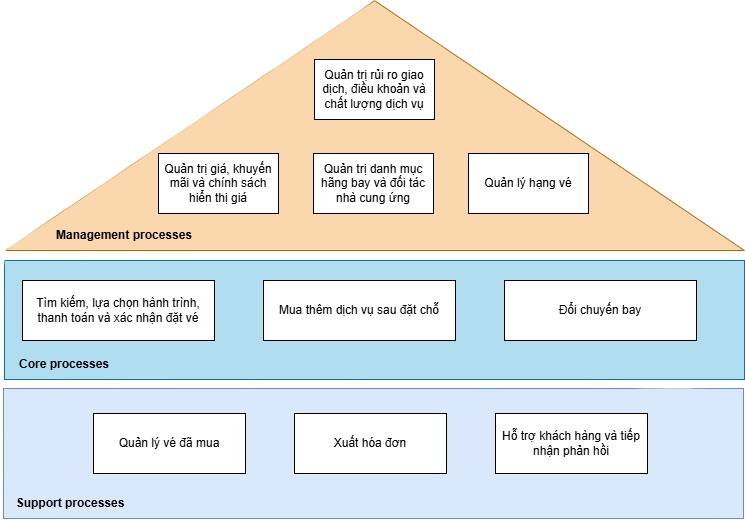 Quản trị rủi ro giao
dịch, điều khoản và
chất lượng dịch vụ
Quản trị giá, khuyến
mãi và chính sách
hiển thị giá
Quản trị danh mục
hãng bay và đối tác
nhà cung ứng
Quản lý hạng vé
Management processes
Tìm kiếm, lựa chọn hành trình,
thanh toán và xác nhận đặt vé
Mua thêm dịch vụ sau đặt chỗ
Đổi chuyến bay
Core processes
Quản lý vé đã mua
Xuất hóa đơn
Hỗ trợ khách hàng và tiếp
nhận phản hồi
Support processes